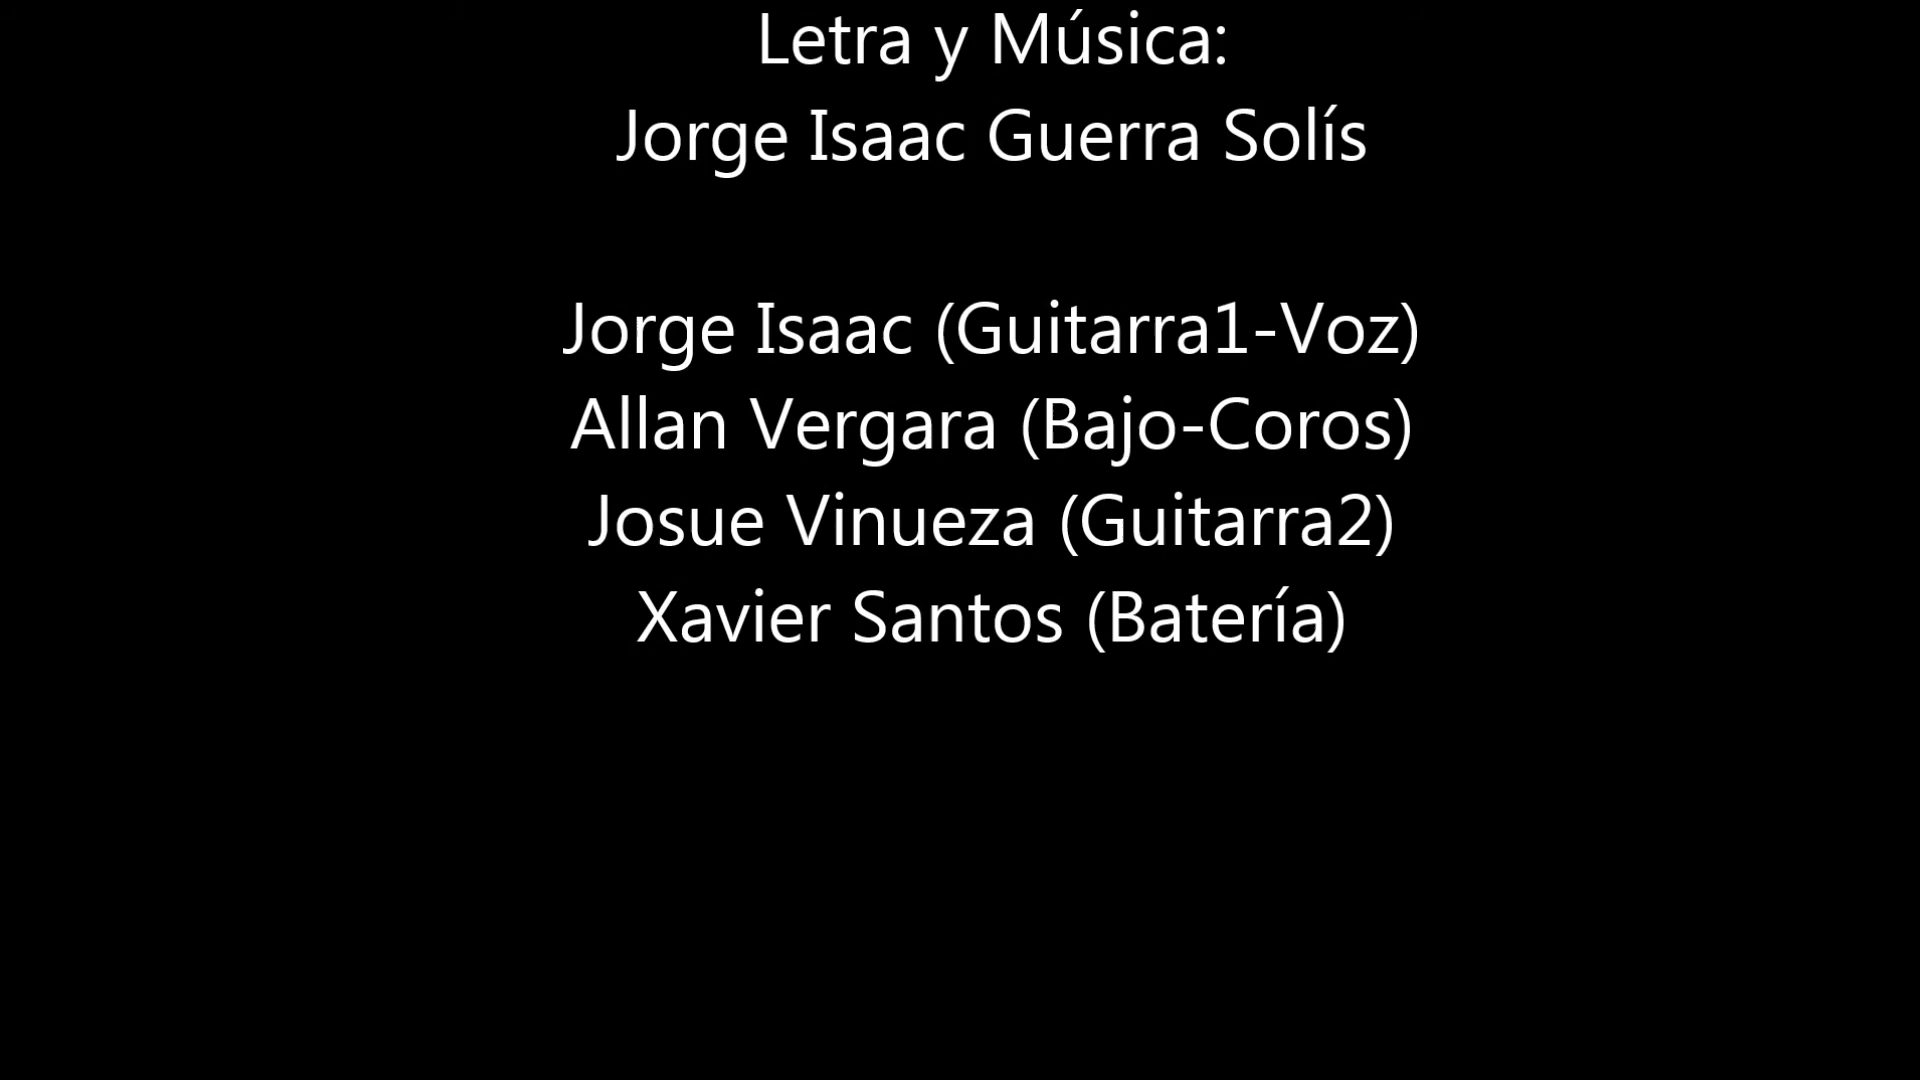 Letra y Música:
Jorge Isaac Guerra Solís
Jorge Isaac (Guitarra1-Voz)
Allan Vergara (Bajo-Coros)
Josue Vinueza (Guitarra2)
Xavier Santos (Batería)